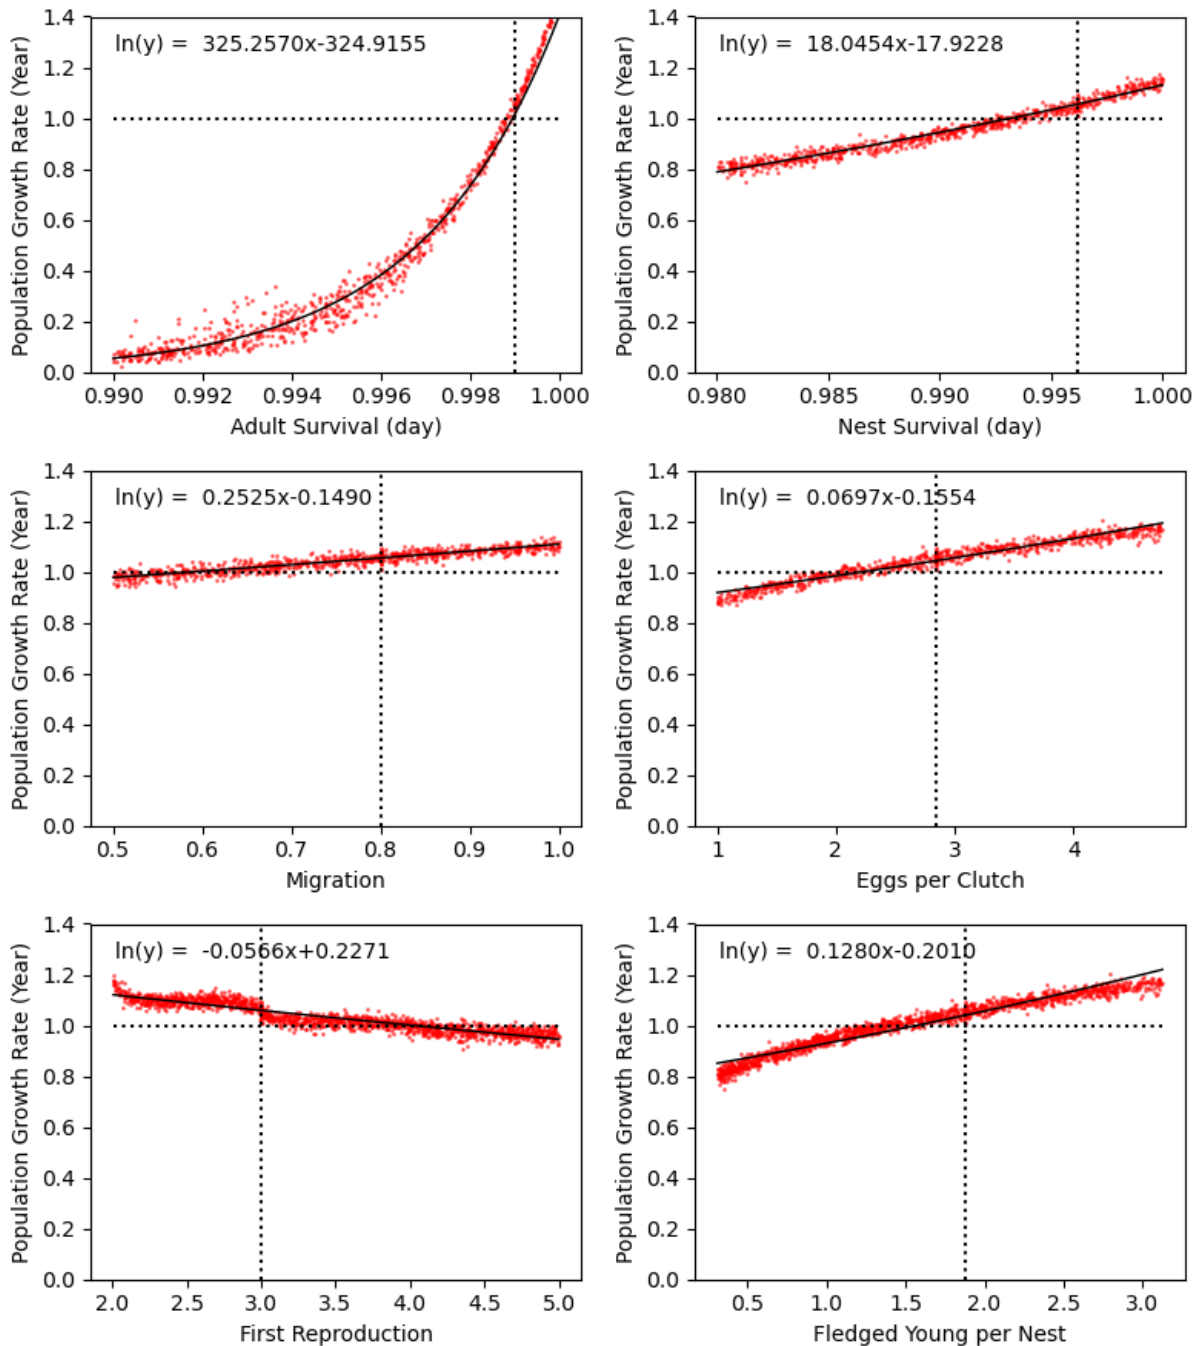 ln(y) =  325.2570x-324.9155
Population Growth Rate (Year)
1.4
1.2
1.0
0.8
0.6
0.4
0.2
0.0
0.990 0.992 0.994 0.996 0.998 1.000
Adult Survival (day)
ln(y) =  18.0454x-17.9228
Population Growth Rate (Year)
1.4
1.2
1.0
0.8
0.6
0.4
0.2
0.0
0.980 0.985 0.990 0.995 1.000
Nest Survival (day)
ln(y) =  0.2525x-0.1490
Population Growth Rate (Year)
1.4
1.2
1.0
0.8
0.6
0.4
0.2
0.0
0.5 0.6 0.7 0.8 0.9 1.0
Migration
ln(y) =  0.0697x-0.1554
Population Growth Rate (Year)
1.4
1.2
1.0
0.8
0.6
0.4
0.2
0.0
1 2 3 4
Eggs per Clutch
ln(y) =  -0.0566x+0.2271
Population Growth Rate (Year)
1.4
1.2
1.0
0.8
0.6
0.4
0.2
0.0
2.0 2.5 3.0 3.5 4.0 4.5 5.0
First Reproduction
ln(y) =  0.1280x-0.2010
Population Growth Rate (Year)
1.4
1.2
1.0
0.8
0.6
0.4
0.2
0.0
0.5 1.0 1.5 2.0 2.5 3.0
Fledged Young per Nest